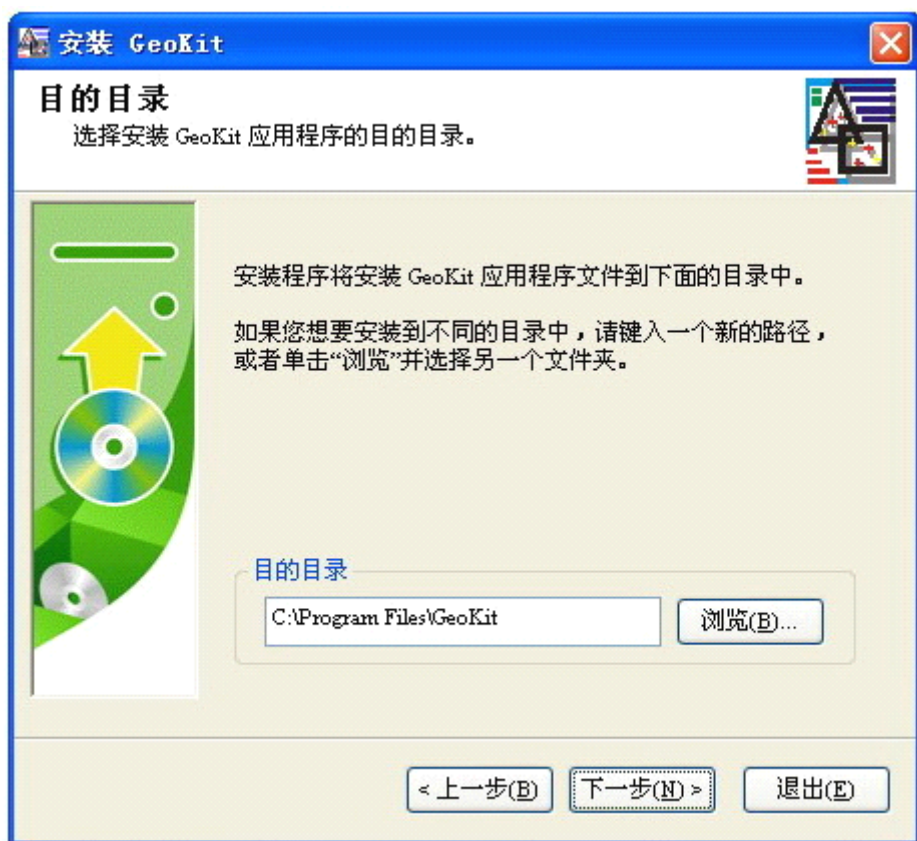 安装 GeoKit
目的目录
选择安装 GeoKit 应用程序的目的目录。
安装程序将安装 GeoKit 应用程序文件到下面的目录中。
如果您想要安装到不同的目录中，请键入一个新的路径，
或者单击“浏览”并选择另一个文件夹。
目的目录
C:\Program Files\GeoKit
浏览(B)...
< 上一步(B)
下一步(N) >
退出(E)